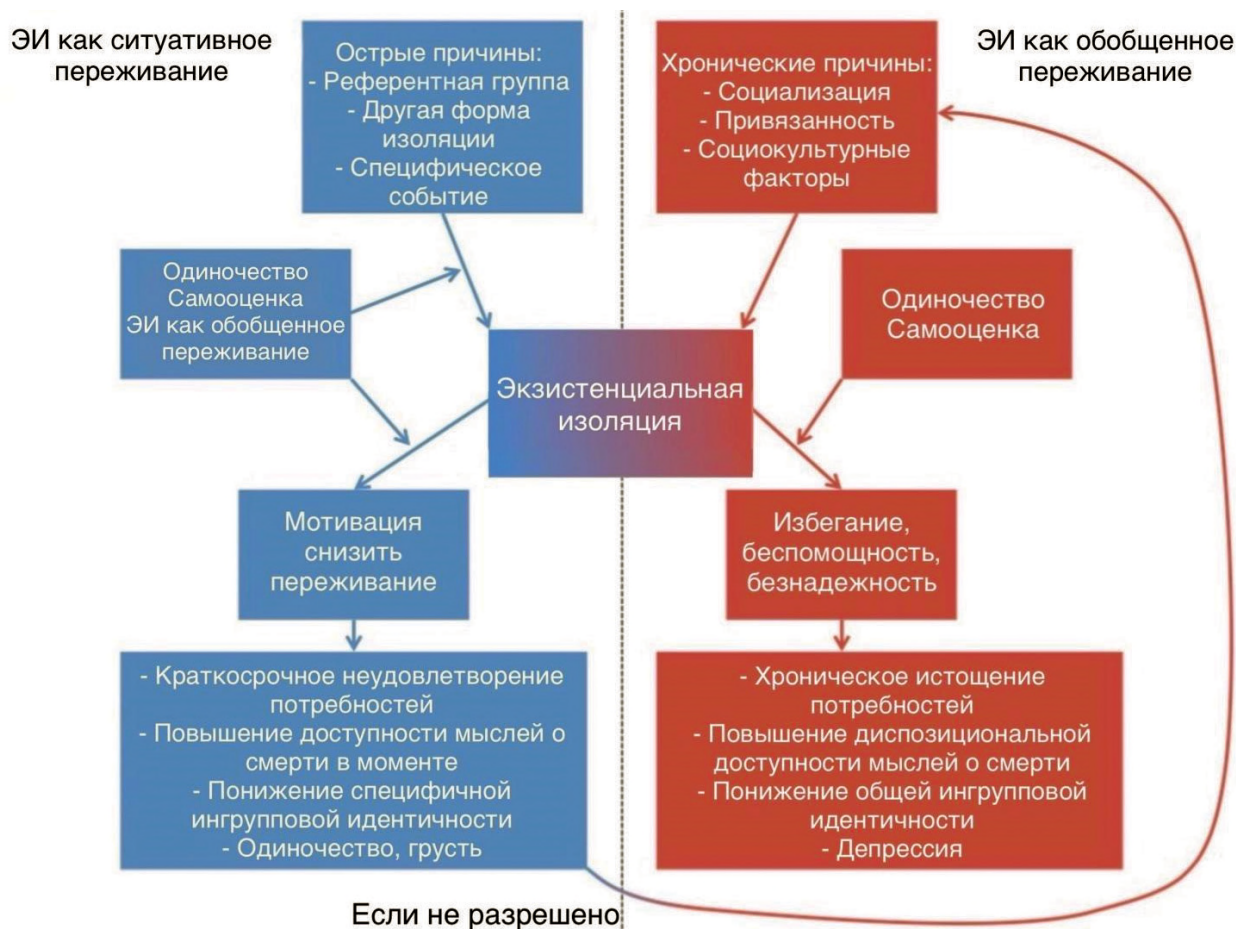 ЭИ как ситуативное
переживание
Острые причины:
- Референтная группа
- Другая форма
изоляции
- Специфическое
событие
Хронические причины:
- Социализация
- Привязанность
- Социокультурные
факторы
ЭИ как обобщенное
переживание
Одиночество
Самооценка
ЭИ как обобщенное
переживание
Экзистенциальная
изоляция
Одиночество
Самооценка
Мотивация
снизить
переживание
Избегание,
беспомощность,
безнадежность
- Краткосрочное неудовлетворение
потребностей
- Повышение доступности мыслей о
смерти в моменте
- Понижение специфичной
ингрупповой идентичности
- Одиночество, грусть
- Хроническое истощение
потребностей
- Повышение диспозициональной
доступности мыслей о смерти
- Понижение общей ингрупповой
идентичности
- Депрессия
Если не разрешено